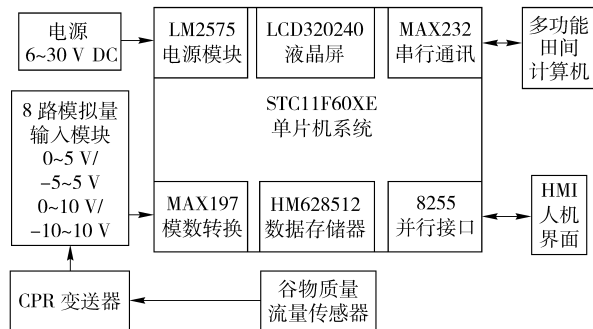 电源
6~30 V DC
LM2575
电源模块
LCD320240
液晶屏
MAX232
串行通讯
多功能
田间
计算机
STC11F60XE
单片机系统
8 路模拟量
输入模块
0~5 V/
-5~5 V
0~10 V/
-10~10 V
MAX197
模数转换
HM628512
数据存储器
8255
并行接口
HMI
人机
界面
CPR 变送器
谷物质量
流量传感器